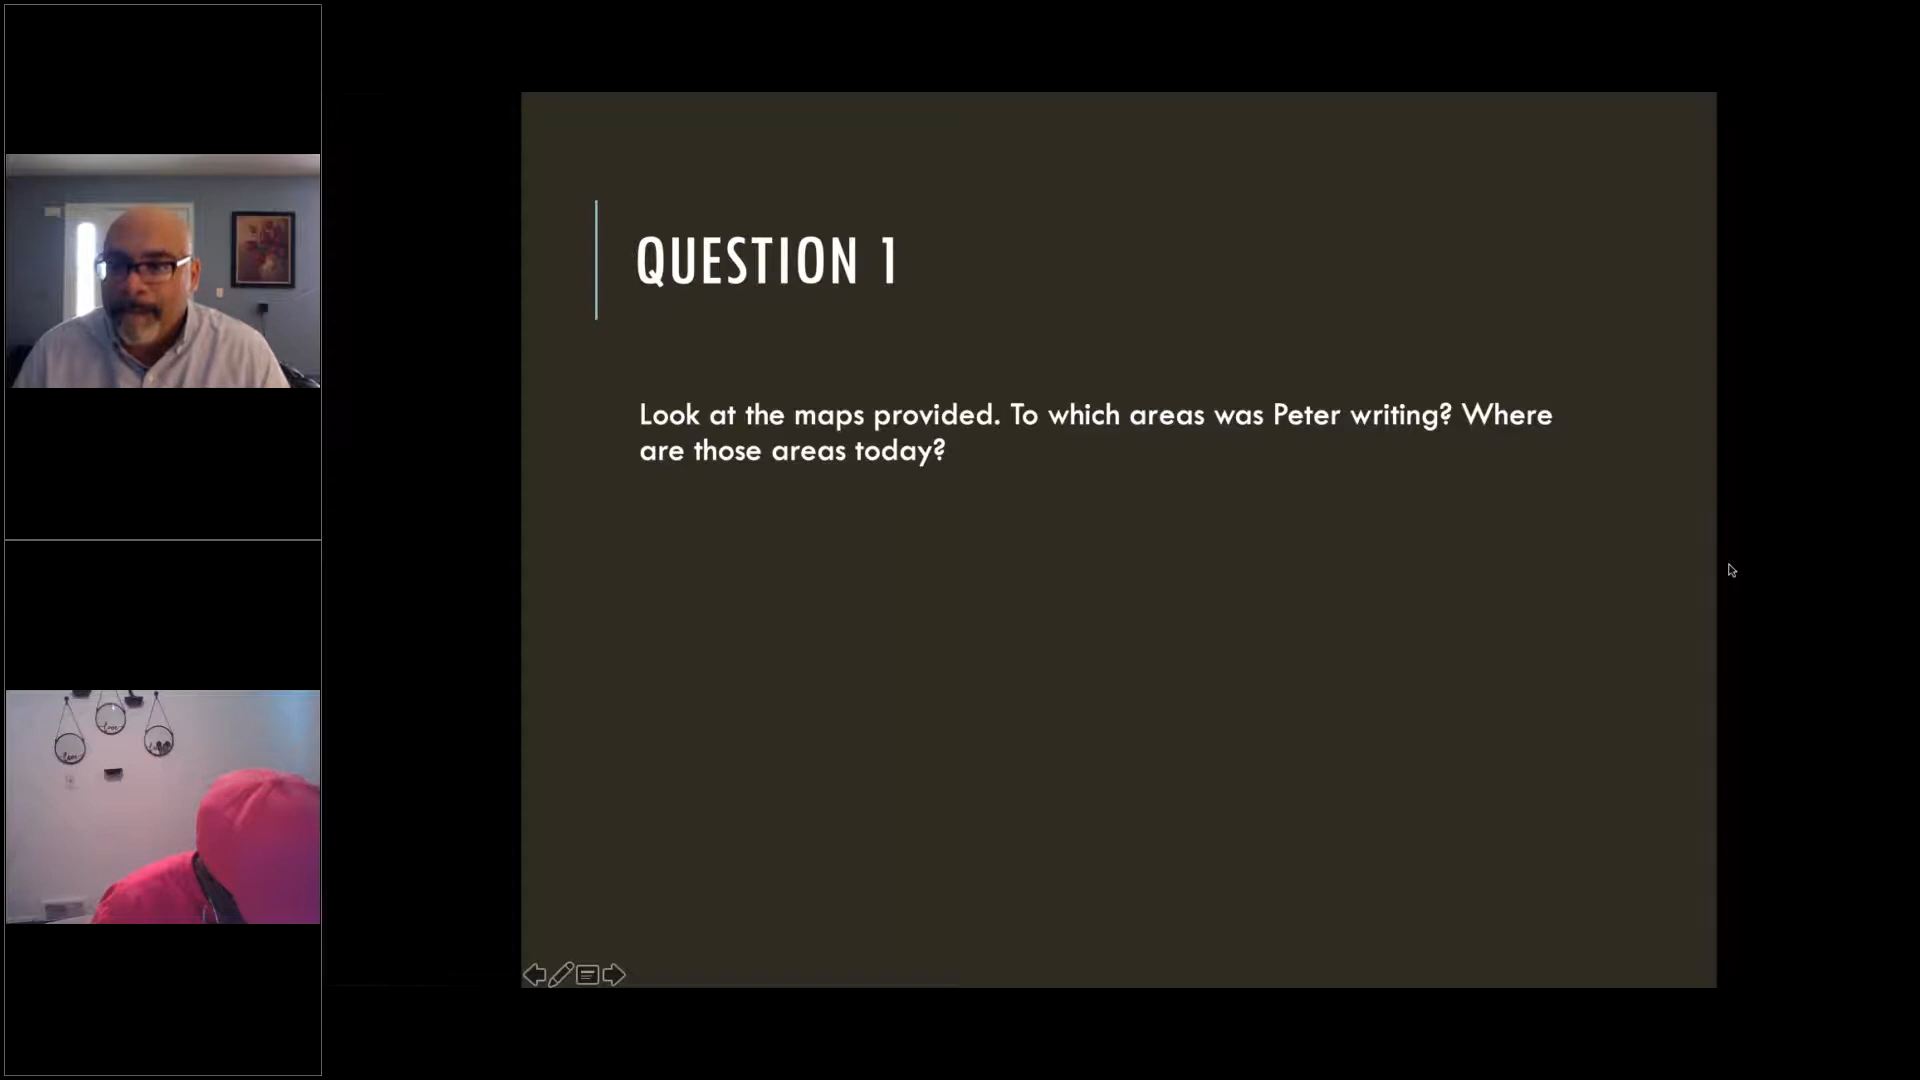 QUESTION 1
Look at the maps provided. To which areas was Peter writing? Where
are those areas today?